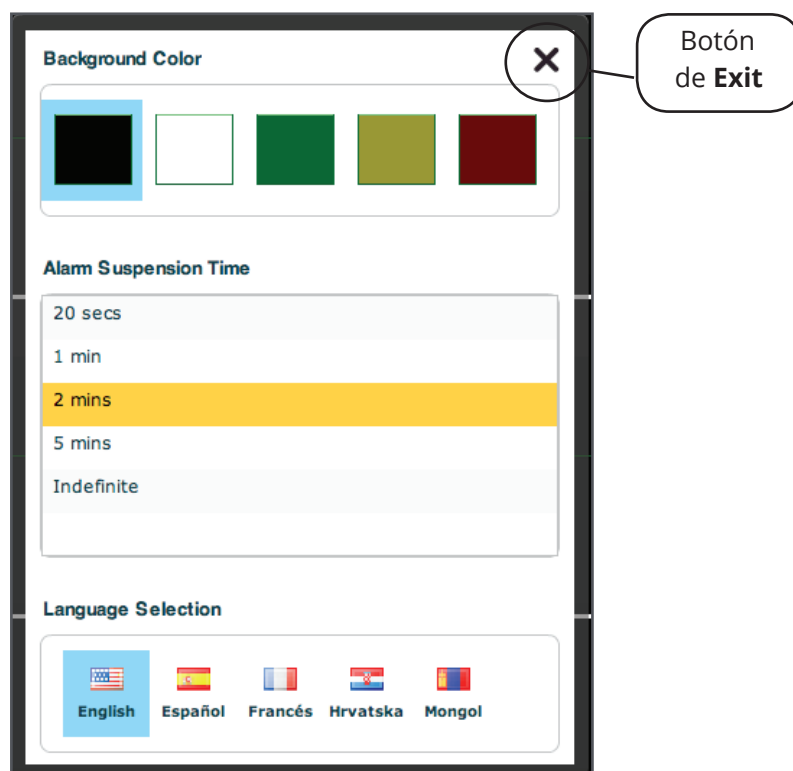 Background Color
Botón
de Exit
Alarm Suspension Time
20 secs
1 min
2 mins
5 mins
Indefinite
Language Selection
English Español Francés Hrvatska Mongol